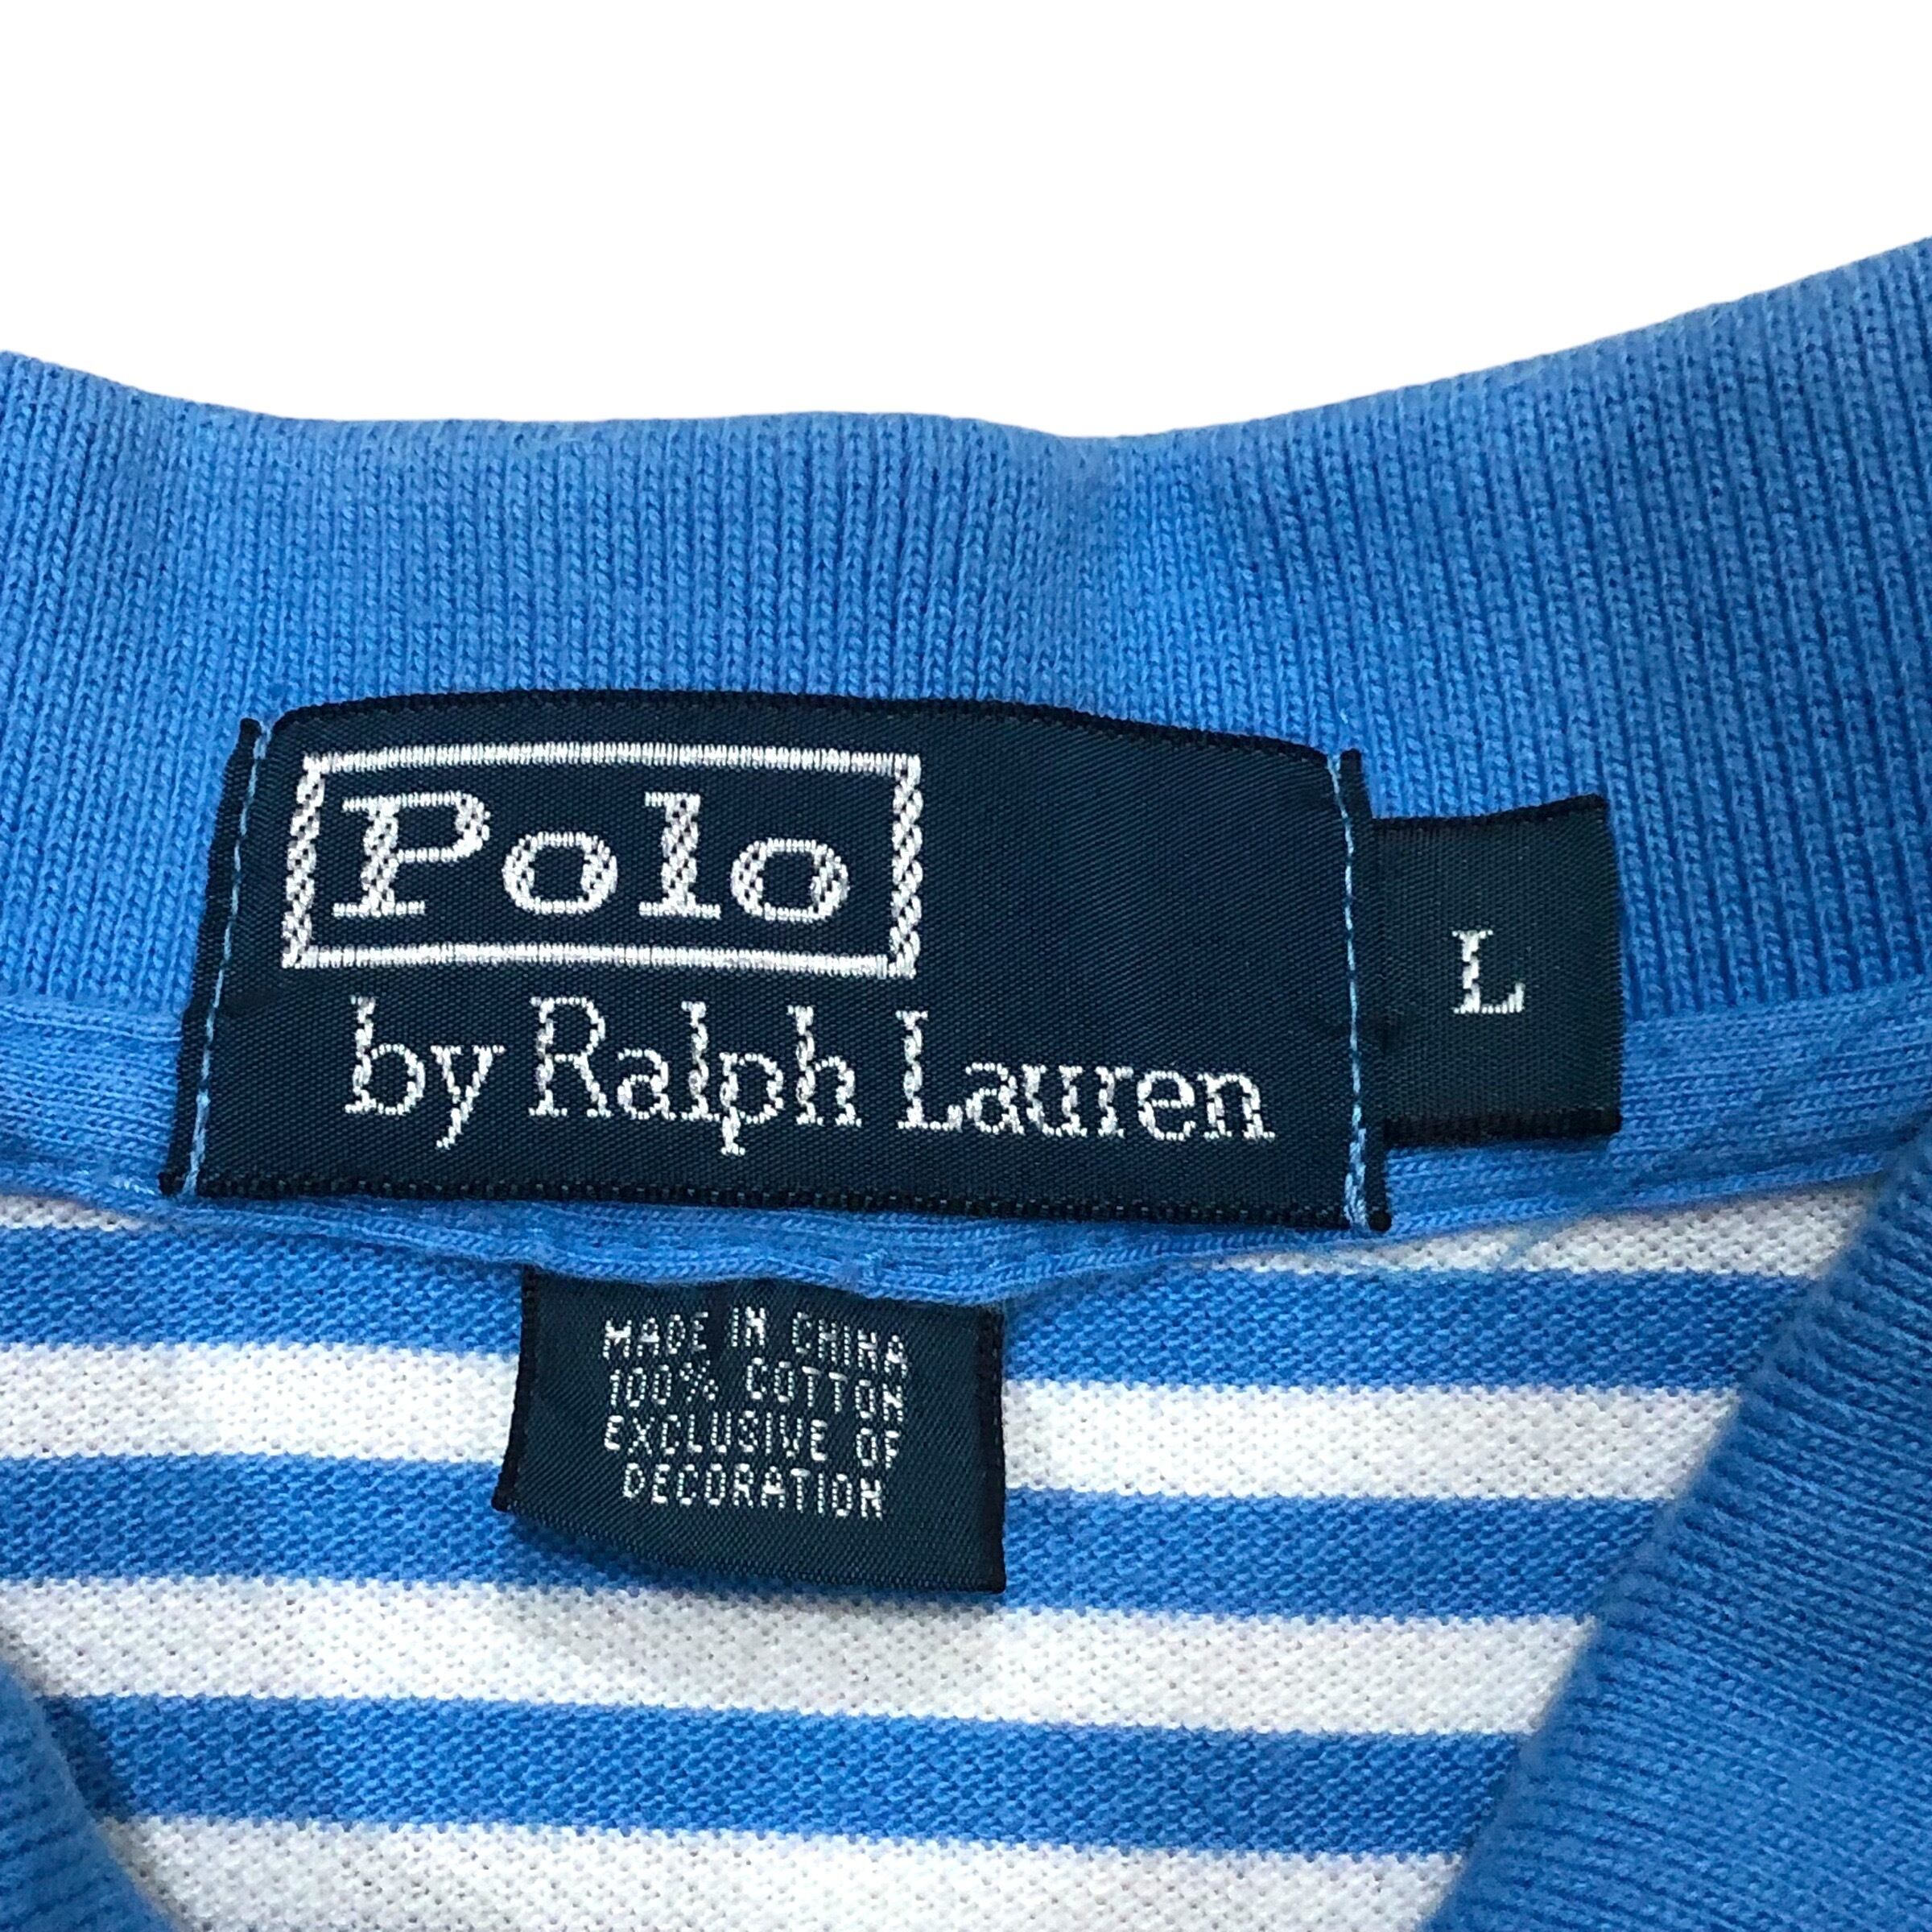 Polo
by Ralph Lauren
L
MADE IN CHINA
100% COTTON
EXCLUSIVE OF
DECORATION